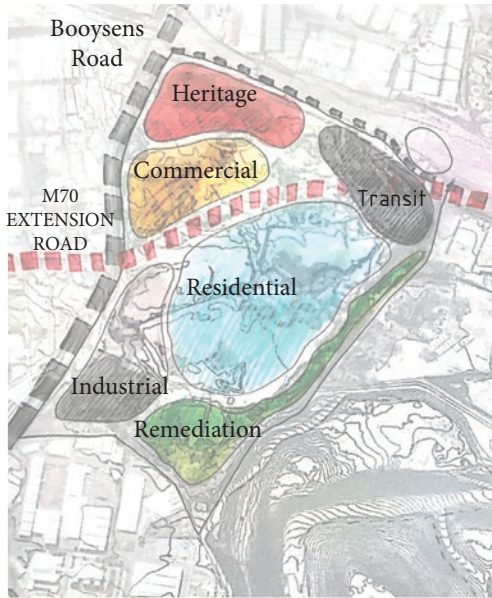 Booysens
Road
Heritage
Commercial
Transit
M70
EXTENSION
ROAD
Residential
Industrial
Remediation